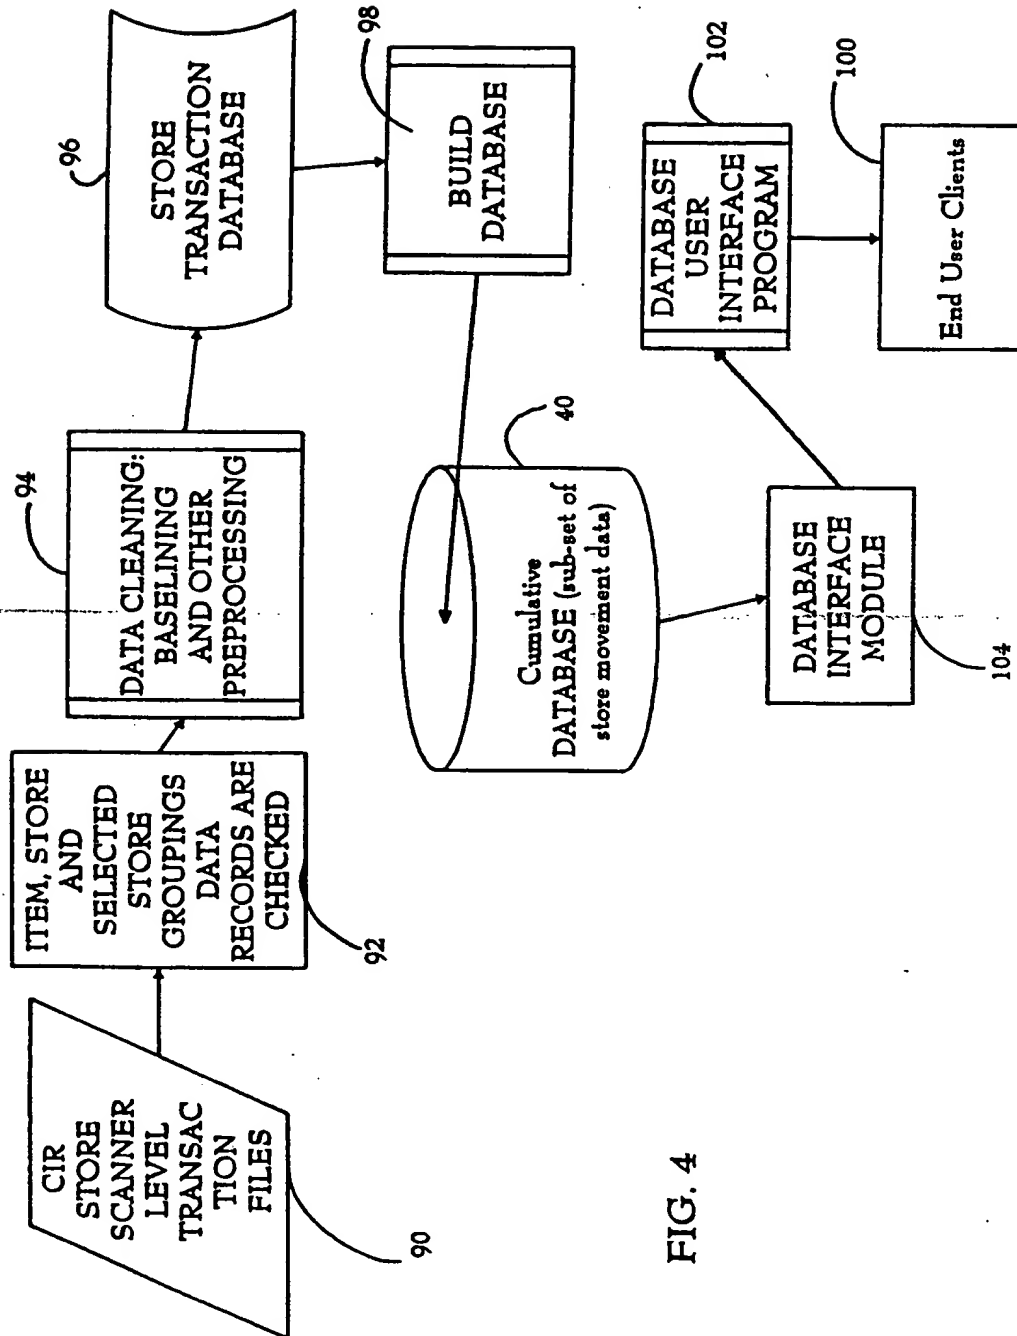 CIR
STORE
SCANNER
LEVEL
TRANSAC
TION
FILES
90
ITEM, STORE
AND
SELECTED
STORE
GROUPINGS
DATA
RECORDS ARE
CHECKED
92
DATA CLEANING:
BASELINING
AND OTHER
PREPROCESSING
94
STORE
TRANSACTION
DATABASE
96
BUILD
DATABASE
98
Cumulative
DATABASE (sub-set of
store movement data)
40
DATABASE
INTERFACE
MODULE
104
DATABASE
USER
INTERFACE
PROGRAM
102
End User Clients
100
FIG. 4